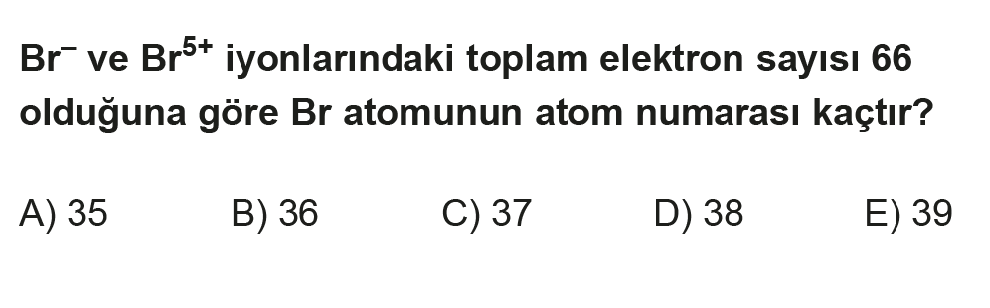 Br⁻ ve Br⁵⁺ iyonlarındaki toplam elektron sayısı 66
olduğuna göre Br atomunun atom numarası kaçtır?
A) 35 B) 36 C) 37 D) 38 E) 39